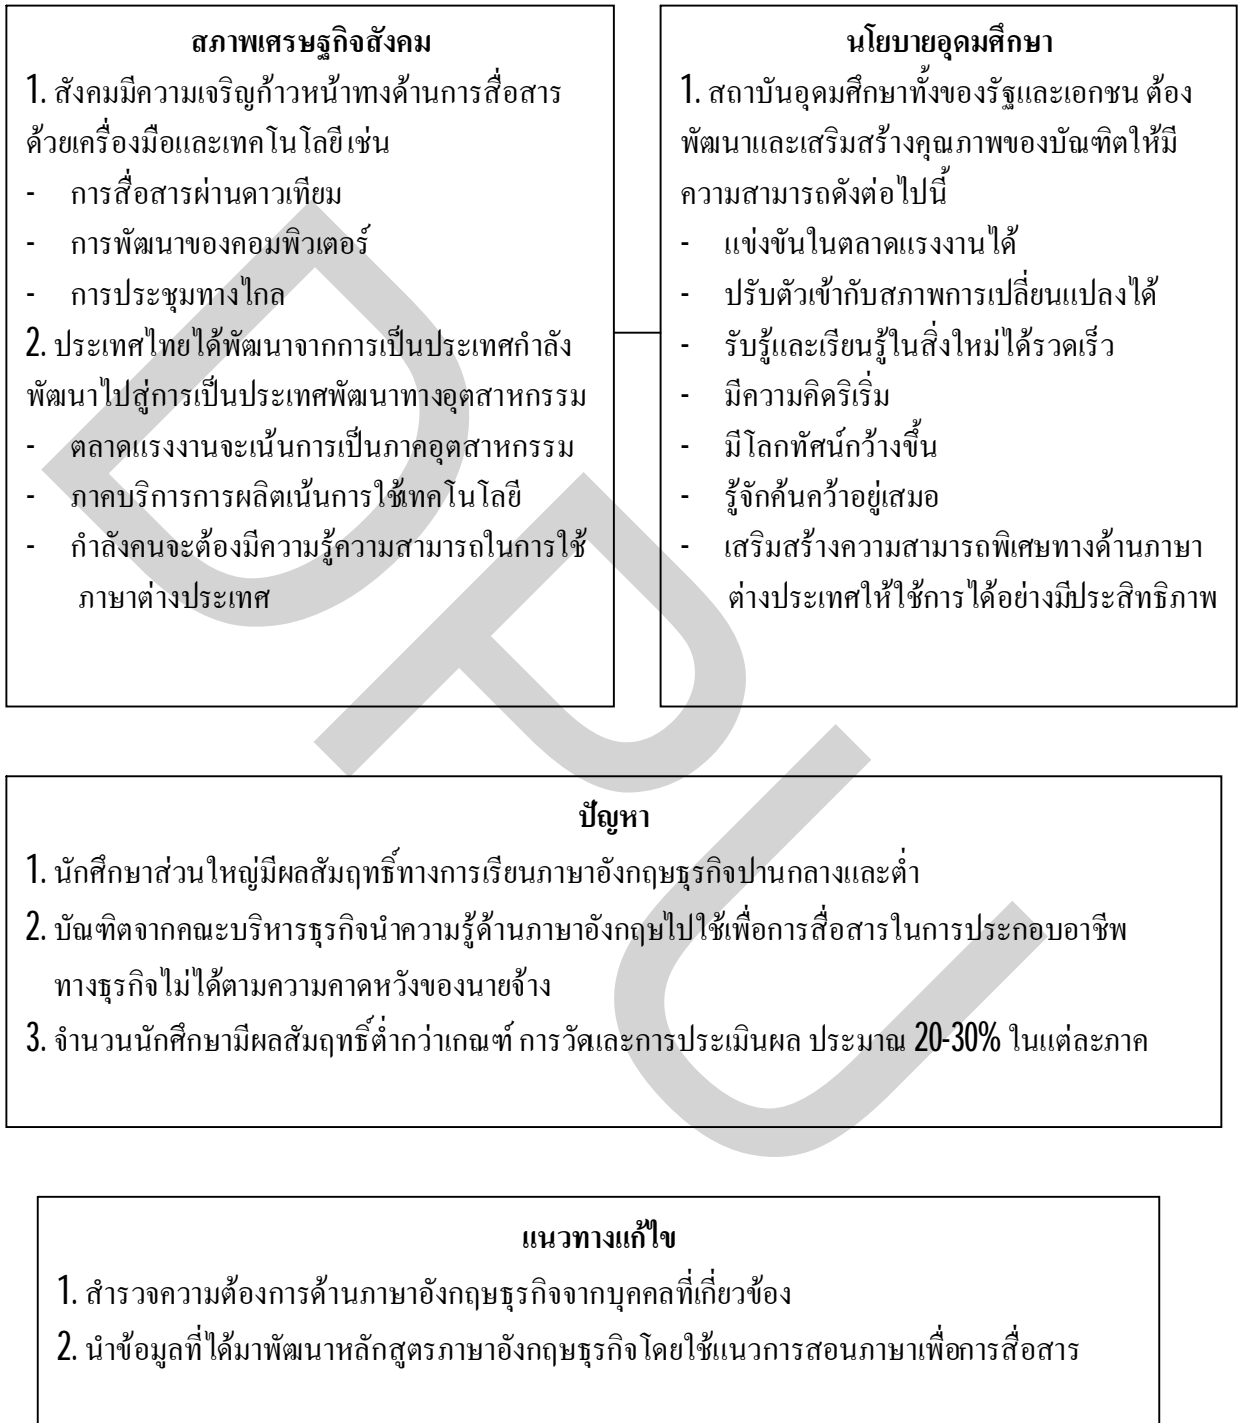 สภาพเศรษฐกิจสังคม
1. สังคมมีความเจริญก้าวหน้าทางด้านการสื่อสาร
ด้วยเครื่องมือและเทคโนโลยี เช่น
- การสื่อสารผ่านดาวเทียม
- การพัฒนาของคอมพิวเตอร์
- การประชุมทางไกล
2. ประเทศไทยได้พัฒนาจากการเป็นประเทศกำลัง
พัฒนาไปสู่การเป็นประเทศพัฒนาทางอุตสาหกรรม
- ตลาดแรงงานจะเน้นการเป็นภาคอุตสาหกรรม
- ภาคบริการการผลิตเน้นการใช้เทคโนโลยี
- กำลังคนจะต้องมีความรู้ความสามารถในการใช้
ภาษาต่างประเทศ
นโยบายอุดมศึกษา
1. สถาบันอุดมศึกษาทั้งของรัฐและเอกชน ต้อง
พัฒนาและเสริมสร้างคุณภาพของบัณฑิตให้มี
ความสามารถดังต่อไปนี้
- แข่งขันในตลาดแรงงานได้
- ปรับตัวเข้ากับสภาพการเปลี่ยนแปลงได้
- รับรู้และเรียนรู้ในสิ่งใหม่ได้รวดเร็ว
- มีความคิดริเริ่ม
- มีโลกทัศน์กว้างขึ้น
- รู้จักค้นคว้าอยู่เสมอ
- เสริมสร้างความสามารถพิเศษทางด้านภาษา
ต่างประเทศให้ใช้การได้อย่างมีประสิทธิภาพ
ปัญหา
1. นักศึกษาส่วนใหญ่มีผลสัมฤทธิ์ทางการเรียนภาษาอังกฤษธุรกิจปานกลางและต่ำ
2. บัณฑิตจากคณะบริหารธุรกิจนำความรู้ด้านภาษาอังกฤษไปใช้เพื่อการสื่อสารในการประกอบอาชีพ
ทางธุรกิจไม่ได้ตามความคาดหวังของนายจ้าง
3. จำนวนนักศึกษามีผลสัมฤทธิ์ต่ำกว่าเกณฑ์ การวัดและการประเมินผล ประมาณ 20-30% ในแต่ละภาค
แนวทางแก้ไข
1. สำรวจความต้องการด้านภาษาอังกฤษธุรกิจจากบุคคลที่เกี่ยวข้อง
2. นำข้อมูลที่ได้มาพัฒนาหลักสูตรภาษาอังกฤษธุรกิจโดยใช้แนวการสอนภาษาเพื่อการสื่อสาร
DPU